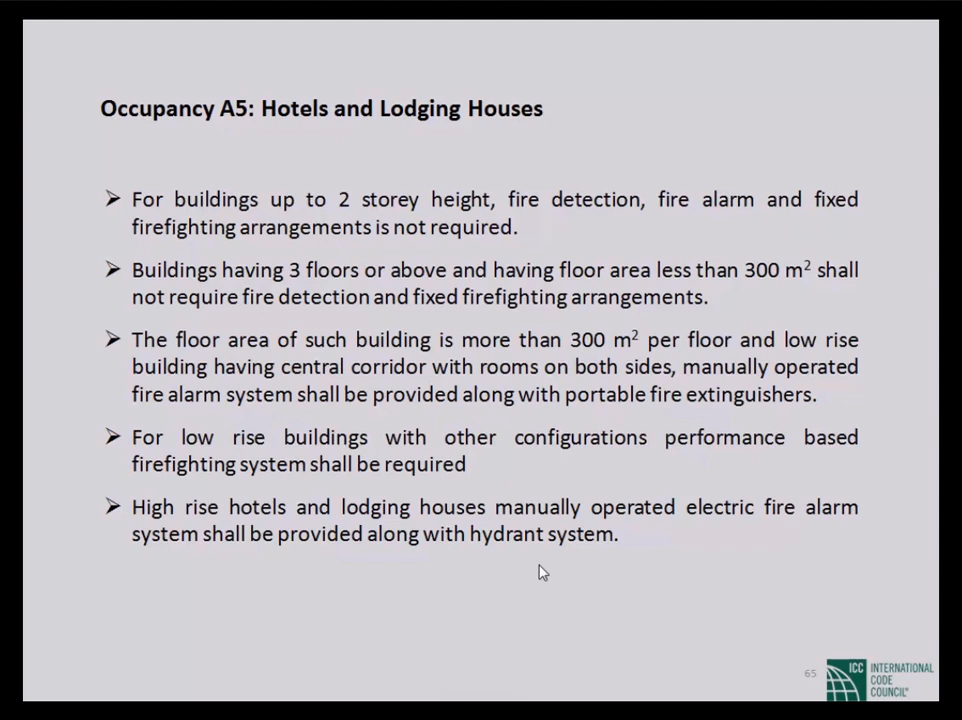 Occupancy A5: Hotels and Lodging Houses
➢ For buildings up to 2 storey height, fire detection, fire alarm and fixed
firefighting arrangements is not required.
➢ Buildings having 3 floors or above and having floor area less than 300 m² shall
not require fire detection and fixed firefighting arrangements.
➢ The floor area of such building is more than 300 m² per floor and low rise
building having central corridor with rooms on both sides, manually operated
fire alarm system shall be provided along with portable fire extinguishers.
➢ For low rise buildings with other configurations performance based
firefighting system shall be required
➢ High rise hotels and lodging houses manually operated electric fire alarm
system shall be provided along with hydrant system.
65
ICC
INTERNATIONAL
CODE
COUNCIL®